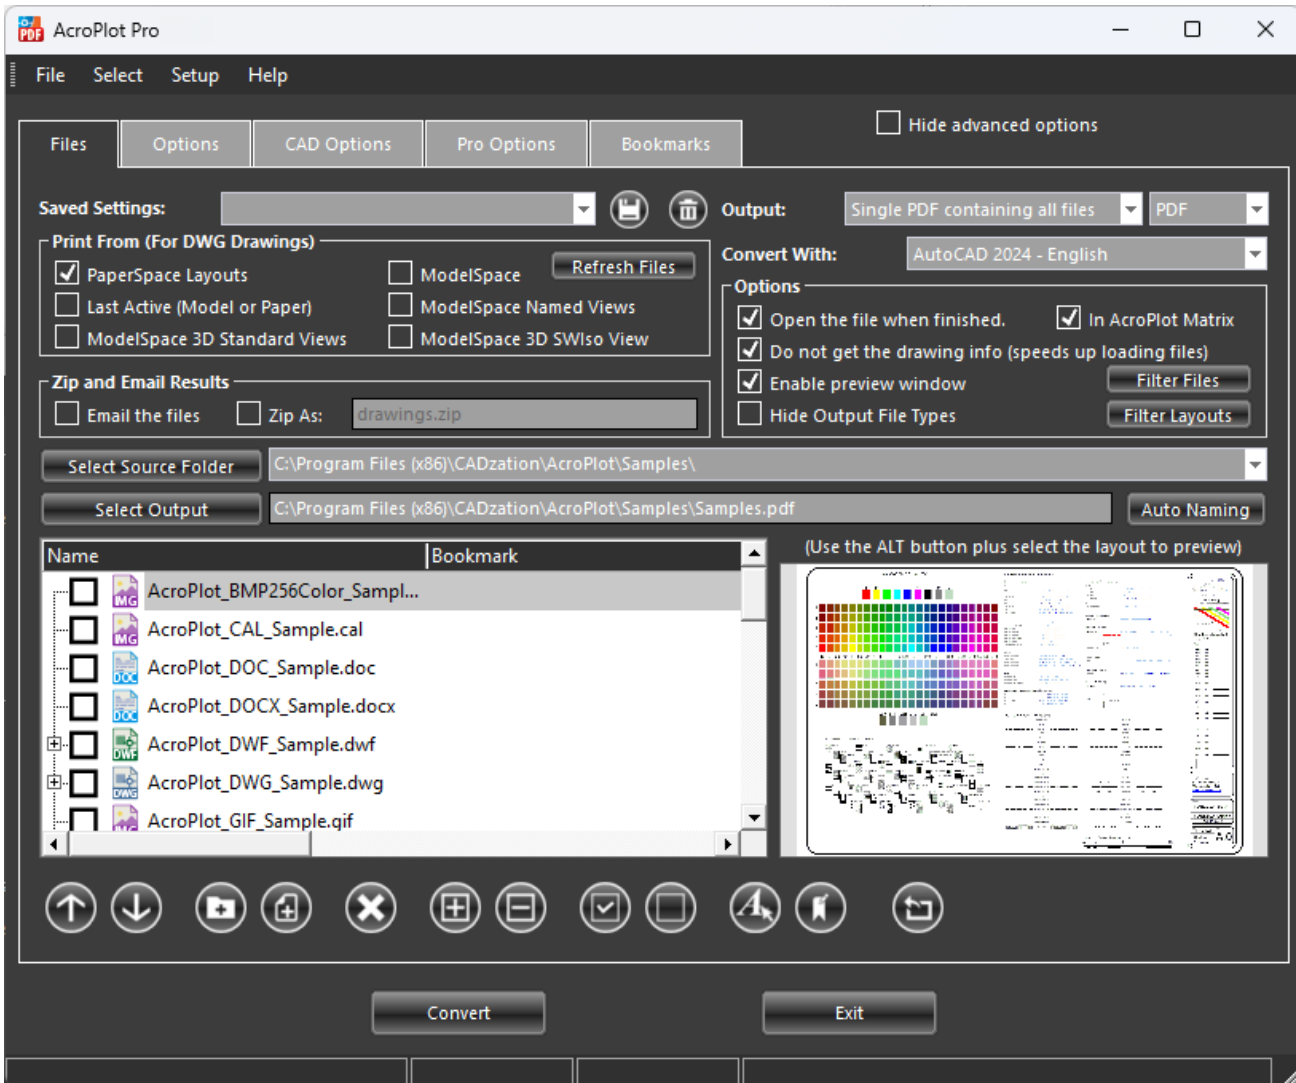 AcroPlot Pro
File Select Setup Help
Hide advanced options
Files Options CAD Options Pro Options Bookmarks
Saved Settings:
Output: Single PDF containing all files PDF
Print From (For DWG Drawings)
Convert With: AutoCAD 2024 - English
PaperSpace Layouts ModelSpace Refresh Files
Last Active (Model or Paper) ModelSpace Named Views
ModelSpace 3D Standard Views ModelSpace 3D SWIso View
Options
Open the file when finished. In AcroPlot Matrix
Do not get the drawing info (speeds up loading files)
Enable preview window Filter Files
Hide Output File Types Filter Layouts
Zip and Email Results
Email the files Zip As: drawings.zip
Select Source Folder C:\Program Files (x86)\CADzation\AcroPlot\Samples\
Select Output C:\Program Files (x86)\CADzation\AcroPlot\Samples\Samples.pdf Auto Naming
Name Bookmark
(Use the ALT button plus select the layout to preview)
AcroPlot_BMP256Color_Sampl...
AcroPlot_CAL_Sample.cal
AcroPlot_DOC_Sample.doc
AcroPlot_DOCX_Sample.docx
AcroPlot_DWF_Sample.dwf
AcroPlot_DWG_Sample.dwg
AcroPlot_GIF_Sample.gif
Convert Exit